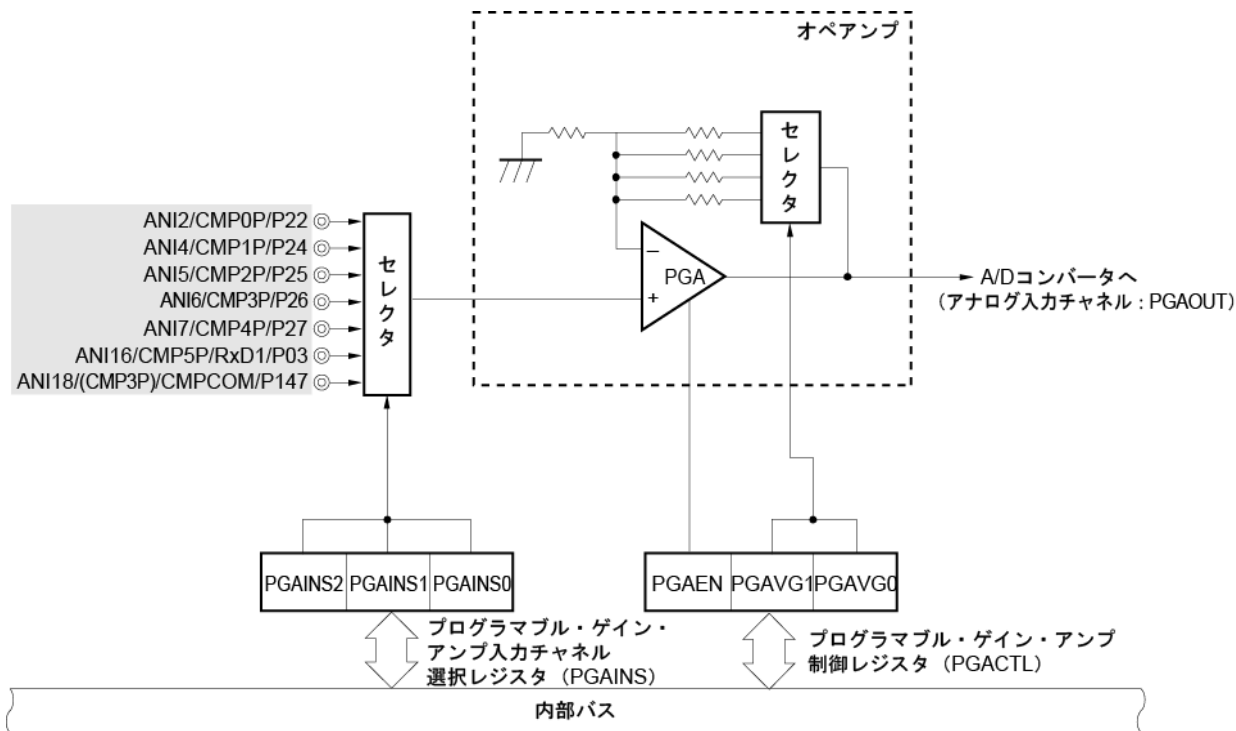 オペアンプ
セレクタ
ANI2/CMP0P/P22
ANI4/CMP1P/P24
ANI5/CMP2P/P25
ANI6/CMP3P/P26
ANI7/CMP4P/P27
ANI16/CMP5P/RxD1/P03
ANI18/(CMP3P)/CMPCOM/P147
セレクタ
−
PGA
+
A/Dコンバータへ
(アナログ入力チャネル：PGAOUT)
PGAINS2 PGAINS1 PGAINS0
PGAEN PGAVG1 PGAVG0
プログラマブル・ゲイン・
アンプ入力チャネル
選択レジスタ（PGAINS）
プログラマブル・ゲイン・アンプ
制御レジスタ（PGACTL）
内部バス